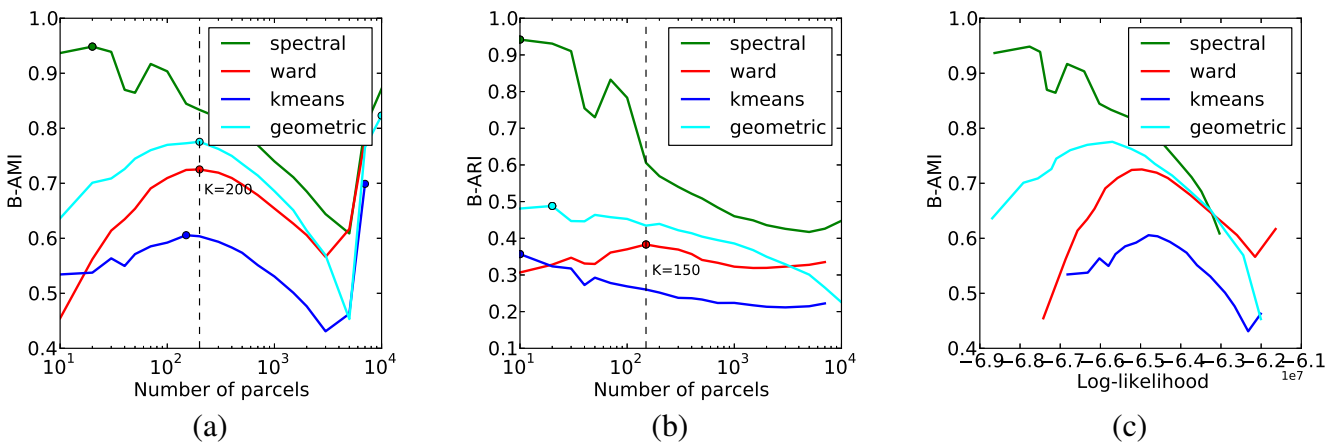 1.0
0.9
0.8
0.7
0.6
0.5
0.4
B-AMI
spectral
ward
kmeans
geometric
K=200
10^1 10^2 10^3 10^4
Number of parcels
(a)
1.0
0.9
0.8
0.7
0.6
0.5
0.4
0.3
0.2
0.1
B-ARI
spectral
ward
kmeans
geometric
K=150
10^1 10^2 10^3 10^4
Number of parcels
(b)
1.0
0.9
0.8
0.7
0.6
0.5
0.4
B-AMI
spectral
ward
kmeans
geometric
−6.9 −6.8 −6.7 −6.6 −6.5 −6.4 −6.3 −6.2 −6.1
1e7
Log-likelihood
(c)